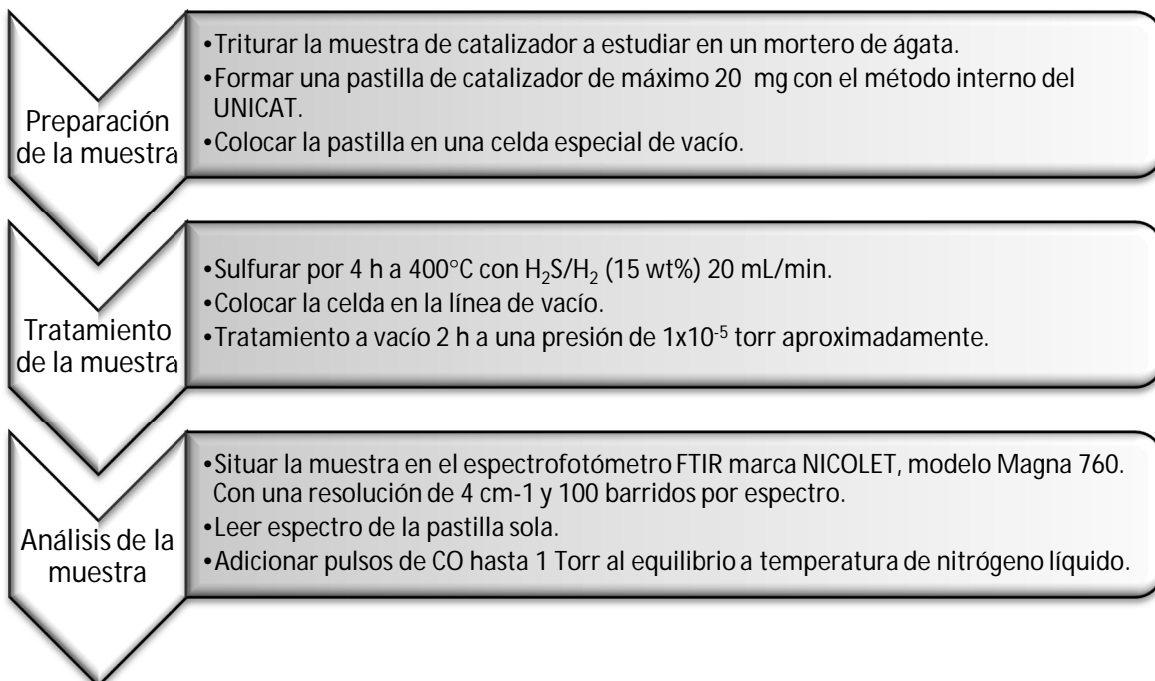 Preparación
de la muestra
•Triturar la muestra de catalizador a estudiar en un mortero de ágata.
•Formar una pastilla de catalizador de máximo 20 mg con el método interno del
UNICAT.
•Colocar la pastilla en una celda especial de vacío.
Tratamiento
de la muestra
•Sulfurar por 4 h a 400°C con H₂S/H₂ (15 wt%) 20 mL/min.
•Colocar la celda en la línea de vacío.
•Tratamiento a vacío 2 h a una presión de 1x10⁻⁵ torr aproximadamente.
Análisis de la
muestra
•Situar la muestra en el espectrofotómetro FTIR marca NICOLET, modelo Magna 760.
Con una resolución de 4 cm-1 y 100 barridos por espectro.
•Leer espectro de la pastilla sola.
•Adicionar pulsos de CO hasta 1 Torr al equilibrio a temperatura de nitrógeno líquido.